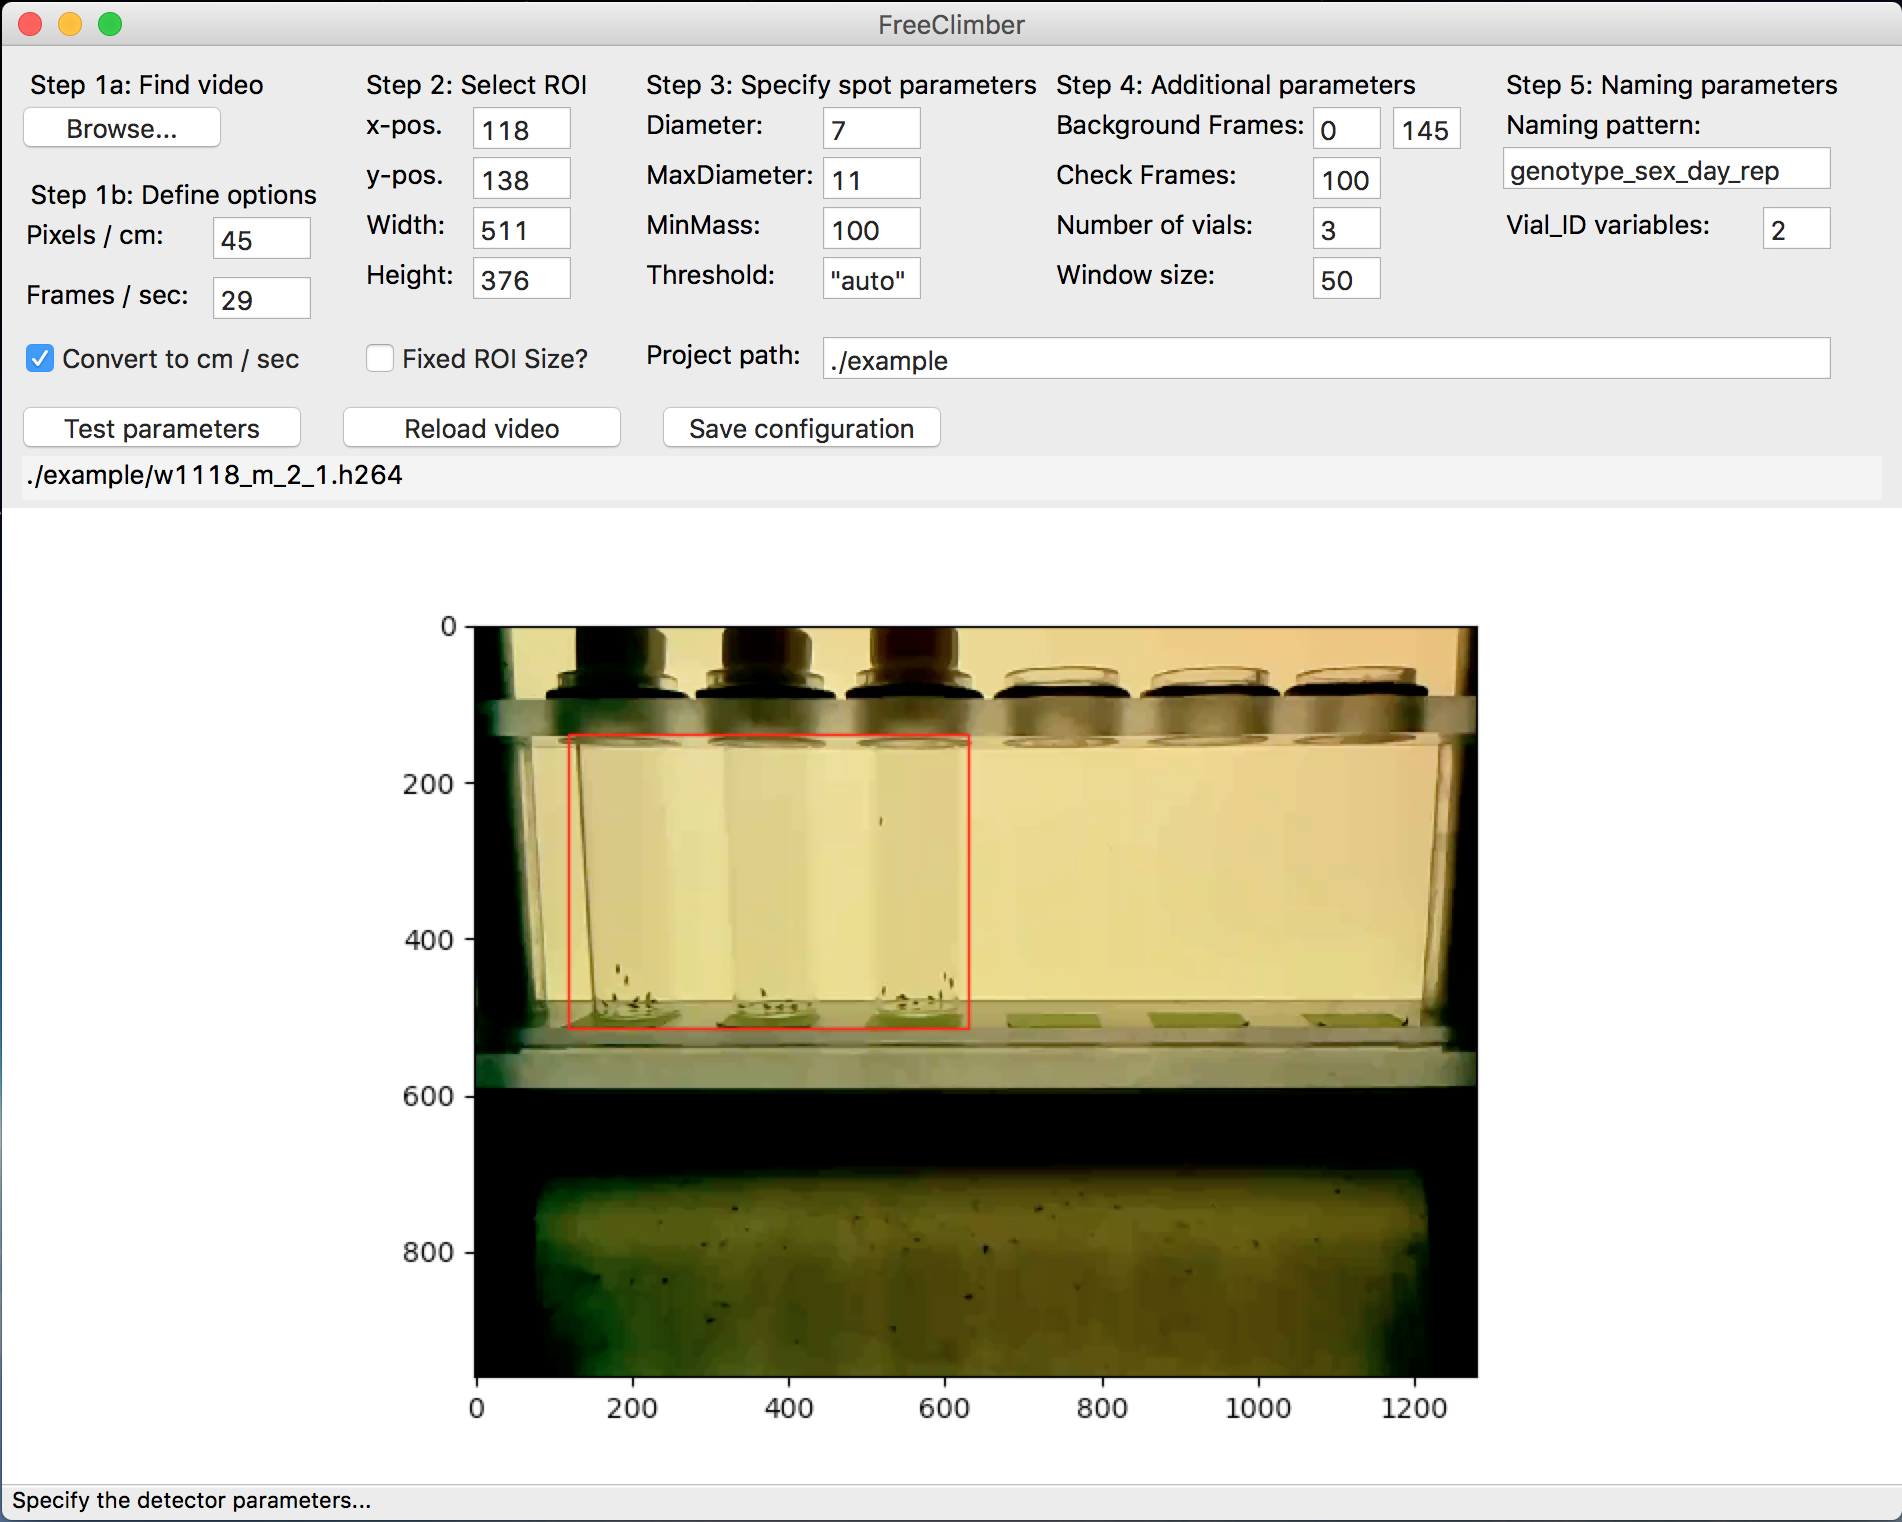 FreeClimber
Step 1a: Find video
Browse...
Step 1b: Define options
Pixels / cm: 45
Frames / sec: 29
Convert to cm / sec
Step 2: Select ROI
x-pos. 118
y-pos. 138
Width: 511
Height: 376
Fixed ROI Size?
Step 3: Specify spot parameters
Diameter: 7
MaxDiameter: 11
MinMass: 100
Threshold: "auto"
Step 4: Additional parameters
Background Frames: 0 145
Check Frames: 100
Number of vials: 3
Window size: 50
Step 5: Naming parameters
Naming pattern:
genotype_sex_day_rep
Vial_ID variables: 2
Project path: ./example
Test parameters
Reload video
Save configuration
./example/w1118_m_2_1.h264
0
200
400
600
800
0 200 400 600 800 1000 1200
Specify the detector parameters...